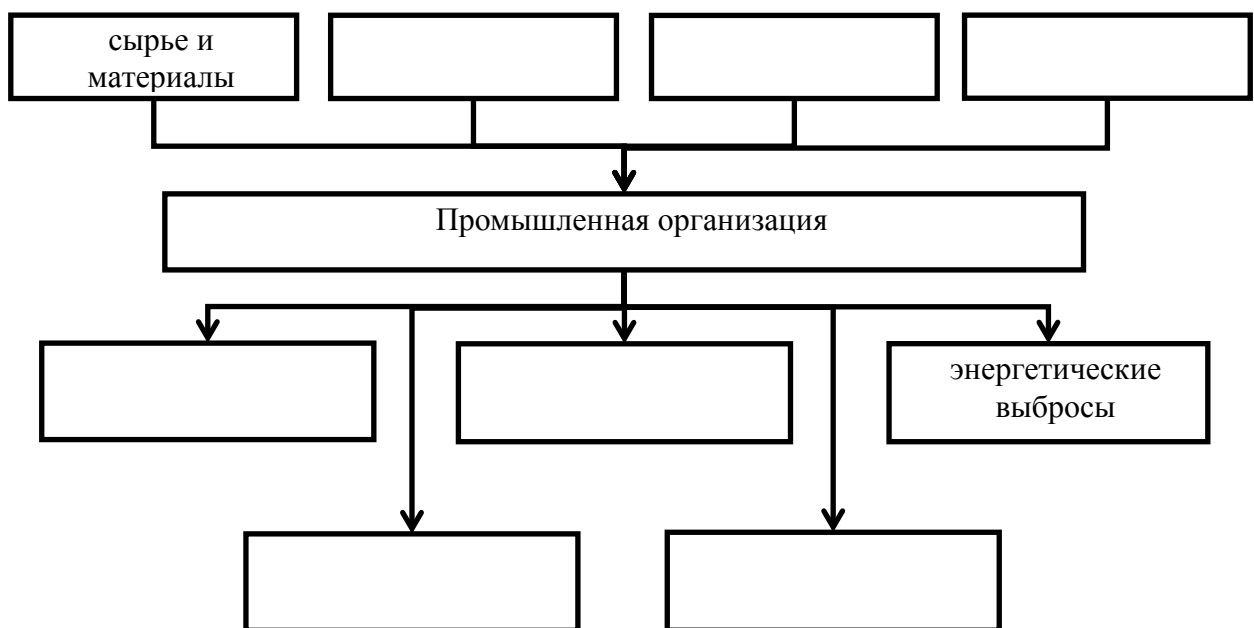 сырье и
материалы
Промышленная организация
энергетические
выбросы